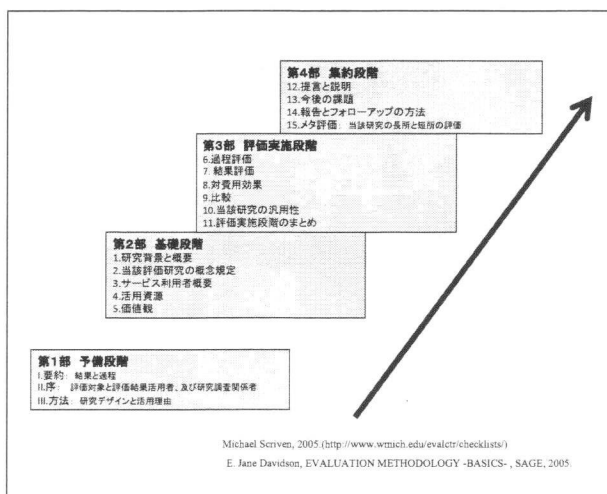 第4部 集約段階
12.提言と説明
13.今後の課題
14.報告とフォローアップの方法
15.メタ評価： 当該研究の長所と短所の評価
第3部 評価実施段階
6.過程評価
7. 結果評価
8. 対費用効果
9.比較
10.当該研究の汎用性
11.評価実施段階のまとめ
第2部 基礎段階
1.研究背景と概要
2.当該評価研究の概念規定
3.サービス利用者概要
4.活用資源
5.価値観
第1部 予備段階
I.要約： 結果と過程
II.序： 評価対象と評価結果活用者、及び研究調査関係者
III.方法： 研究デザインと活用理由
Michael Scriven, 2005.(http://www.wmich.edu/evalctr/checklists/)
E. Jane Davidson, EVALUATION METHODOLOGY -BASICS- , SAGE, 2005.